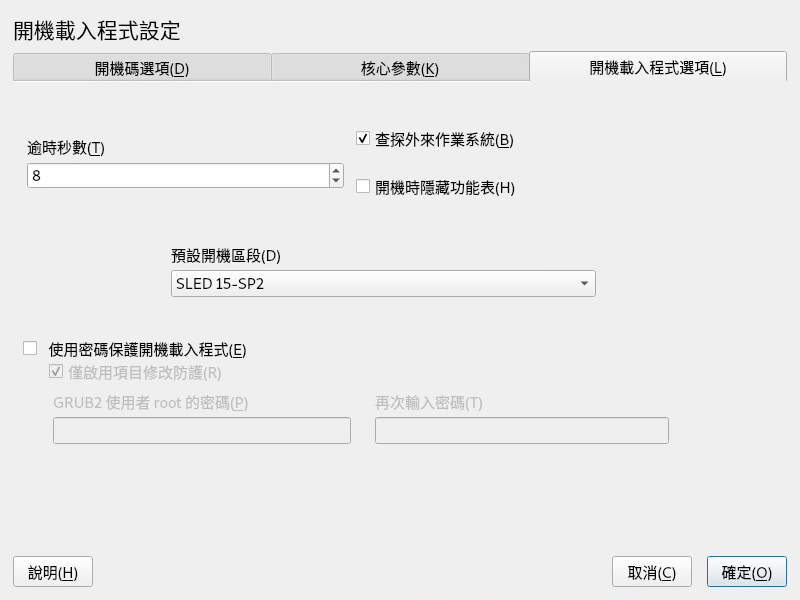 開機載入程式設定
開機碼選項(D)
核心參數(K)
開機載入程式選項(L)
逾時秒數(T)
8
查探外來作業系統(B)
開機時隱藏功能表(H)
預設開機區段(D)
SLED 15-SP2
使用密碼保護開機載入程式(E)
僅啟用項目修改防護(R)
GRUB2 使用者 root 的密碼(P)
再次輸入密碼(T)
說明(H)
取消(C)
確定(O)